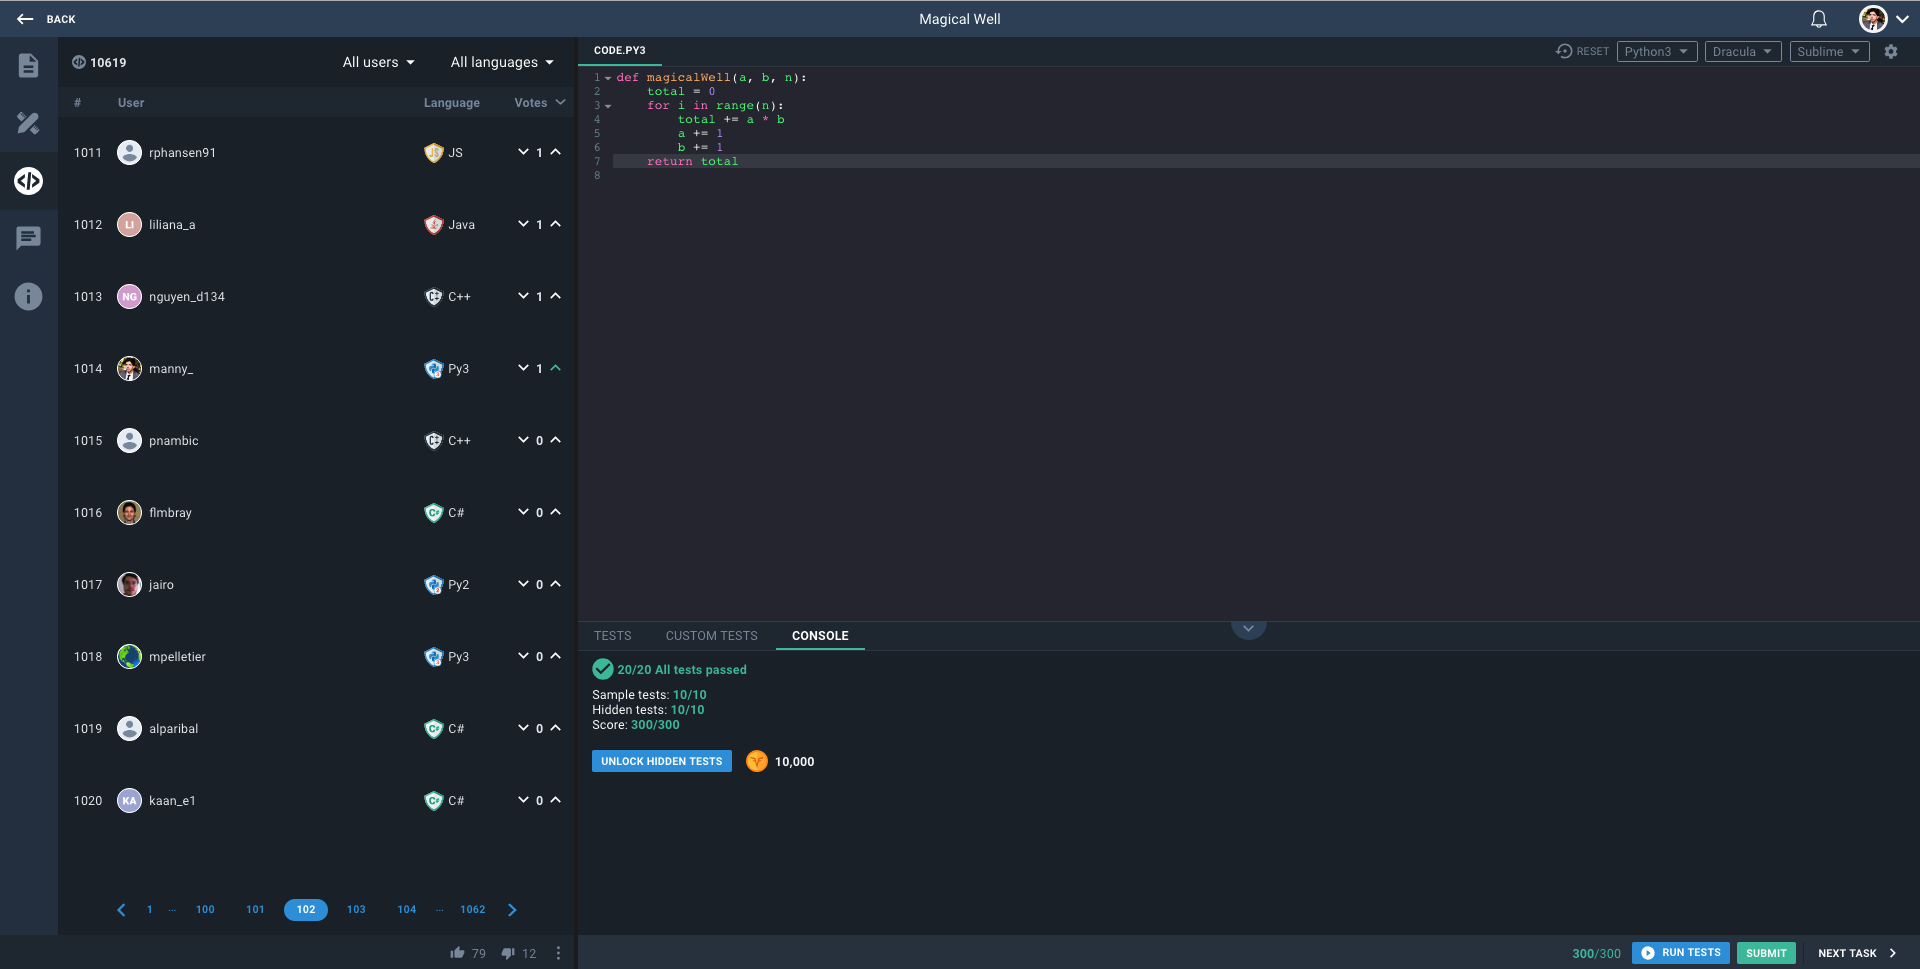 BACK
Magical Well
10619
All users
All languages
# User Language Votes
1011 rphansen91 JS 1
1012 LI liliana_a Java 1
1013 NG nguyen_d134 C++ 1
1014 manny_ Py3 1
1015 pnambic C++ 0
1016 flmbray C# 0
1017 jairo Py2 0
1018 mpelletier Py3 0
1019 alparibal C# 0
1020 KA kaan_e1 C# 0
1 ... 100 101 102 103 104 ... 1062
79 12
CODE.PY3
RESET Python3 Dracula Sublime
1 def magicalWell(a, b, n):
2     total = 0
3     for i in range(n):
4         total += a * b
5         a += 1
6         b += 1
7     return total
8
TESTS CUSTOM TESTS CONSOLE
20/20 All tests passed
Sample tests: 10/10
Hidden tests: 10/10
Score: 300/300
UNLOCK HIDDEN TESTS 10,000
300/300 RUN TESTS SUBMIT NEXT TASK